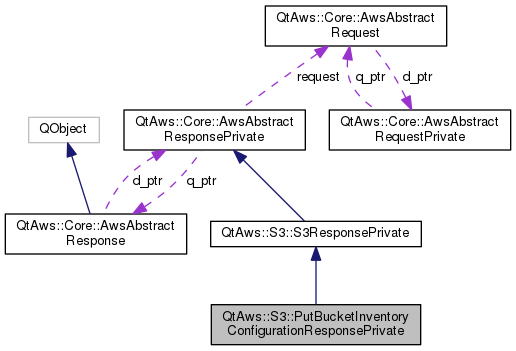 QtAws::Core::AwsAbstract
Request
request
q_ptr
d_ptr
QObject
QtAws::Core::AwsAbstract
ResponsePrivate
QtAws::Core::AwsAbstract
RequestPrivate
d_ptr
q_ptr
QtAws::Core::AwsAbstract
Response
QtAws::S3::S3ResponsePrivate
QtAws::S3::PutBucketInventory
ConfigurationResponsePrivate